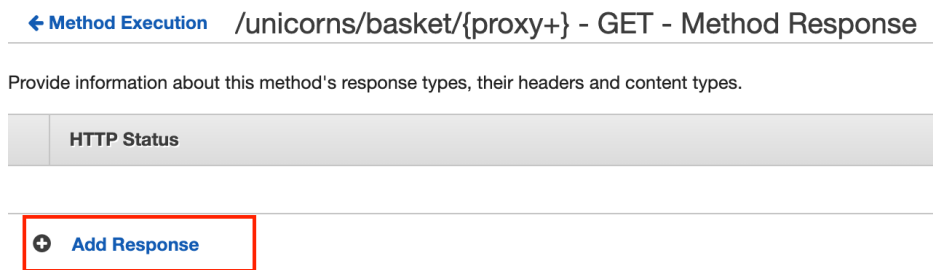 Method Execution /unicorns/basket/{proxy+} - GET - Method Response
Provide information about this method's response types, their headers and content types.
HTTP Status
Add Response